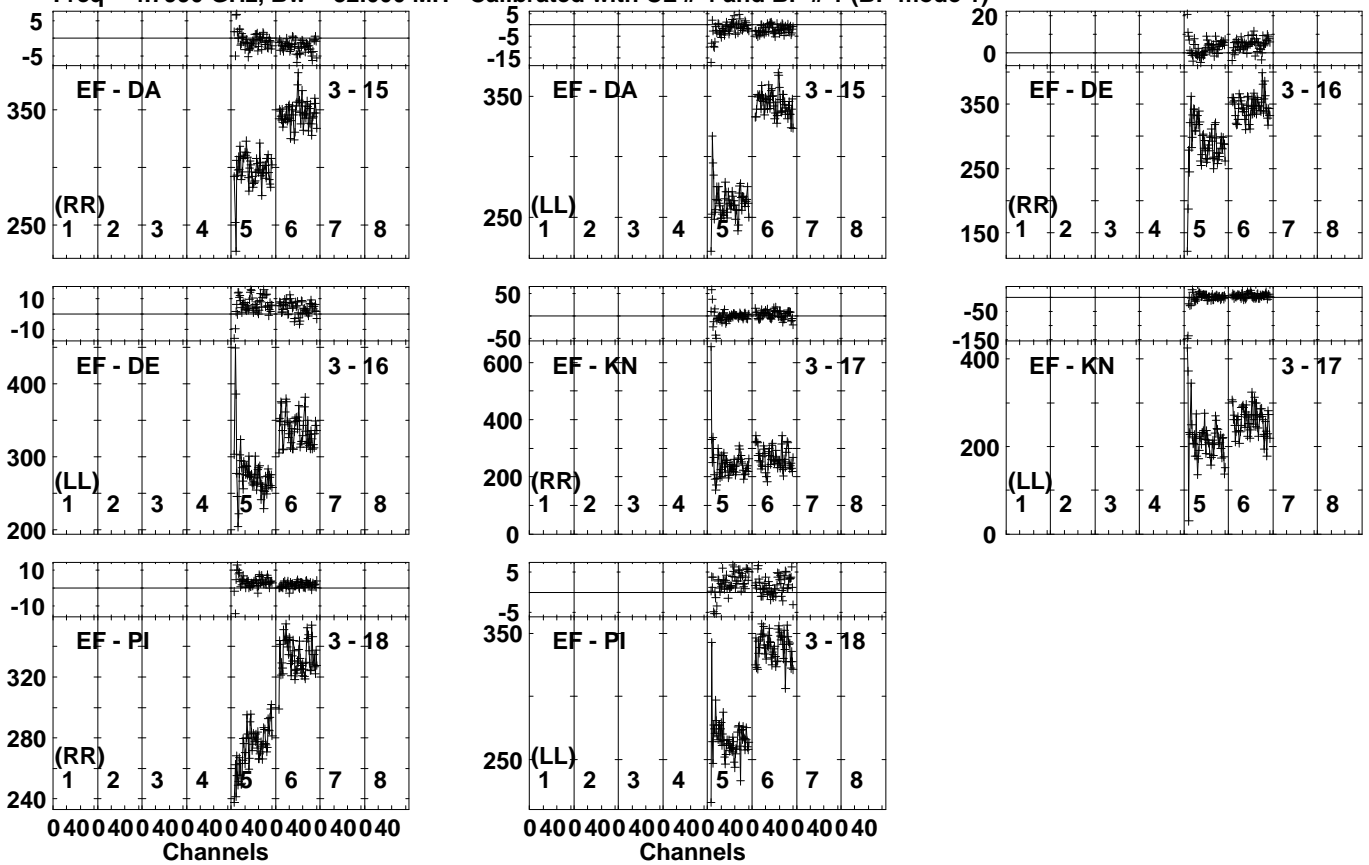 5
-5
EF - DA
3 - 15
350
250
(RR)
1 2 3 4 5 6 7 8
5
-5
-15
EF - DA
3 - 15
350
250
(LL)
1 2 3 4 5 6 7 8
20
0
EF - DE
3 - 16
350
250
150
(RR)
1 2 3 4 5 6 7 8
10
-10
EF - DE
3 - 16
400
300
200
(LL)
1 2 3 4 5 6 7 8
50
-50
EF - KN
3 - 17
600
400
200
0
(RR)
1 2 3 4 5 6 7 8
-50
-150
EF - KN
3 - 17
400
200
0
(LL)
1 2 3 4 5 6 7 8
10
-10
EF - PI
3 - 18
320
280
240
(RR)
1 2 3 4 5 6 7 8
0 40 0 40 0 40 0 40 0 40 0 40 0 40 0 40
Channels
5
-5
EF - PI
3 - 18
350
250
(LL)
1 2 3 4 5 6 7 8
0 40 0 40 0 40 0 40 0 40 0 40 0 40 0 40
Channels